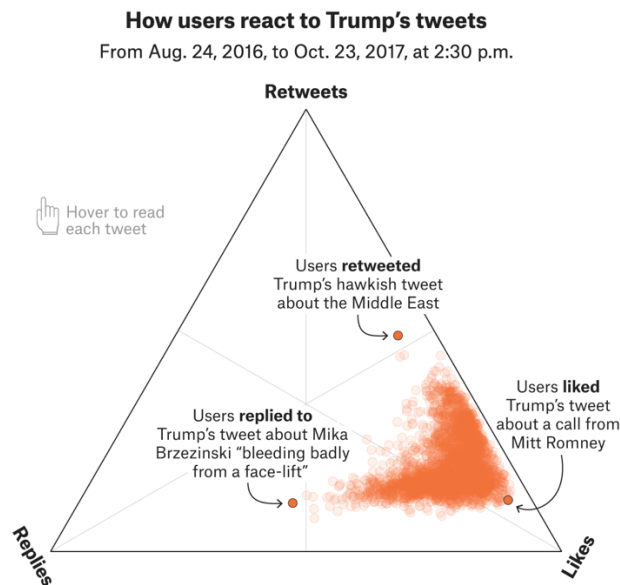 How users react to Trump’s tweets
From Aug. 24, 2016, to Oct. 23, 2017, at 2:30 p.m.
Retweets
Hover to read
each tweet
Users retweeted
Trump’s hawkish tweet
about the Middle East
Users liked
Trump’s tweet
about a call from
Mitt Romney
Users replied to
Trump’s tweet about Mika
Brzezinski “bleeding badly
from a face-lift”
Replies
Likes